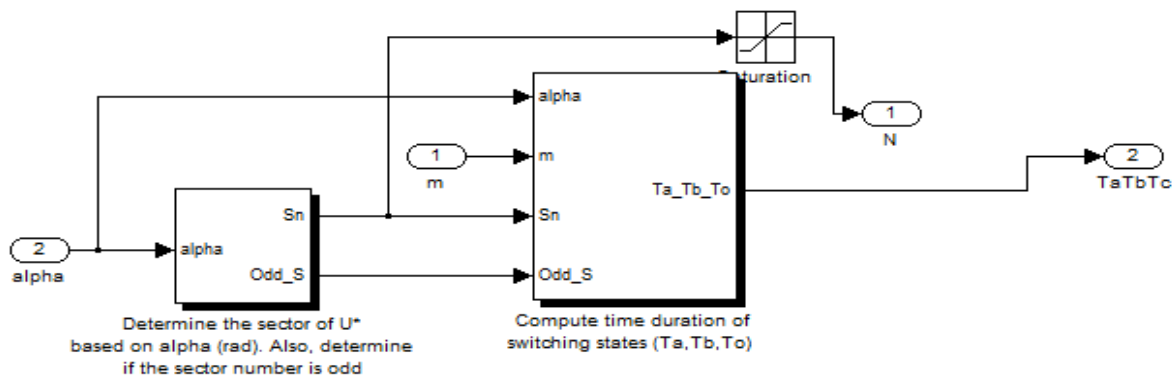 Saturation
alpha
1
N
1
m
m
2
TaTbTc
Ta_Tb_To
Sn
Sn
2
alpha
alpha
Odd_S
Odd_S
Determine the sector of U*
based on alpha (rad). Also, determine
if the sector number is odd
Compute time duration of
switching states (Ta,Tb,To)